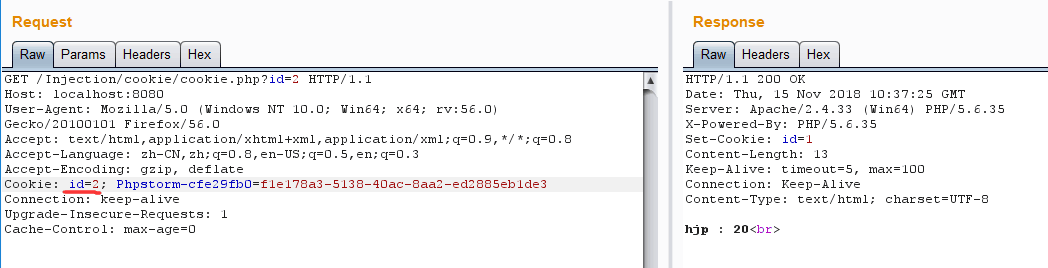 Request
Raw Params Headers Hex
GET /Injection/cookie/cookie.php?id=2 HTTP/1.1
Host: localhost:8080
User-Agent: Mozilla/5.0 (Windows NT 10.0; Win64; x64; rv:56.0)
Gecko/20100101 Firefox/56.0
Accept: text/html,application/xhtml+xml,application/xml;q=0.9,*/*;q=0.8
Accept-Language: zh-CN,zh;q=0.8,en-US;q=0.5,en;q=0.3
Accept-Encoding: gzip, deflate
Cookie: id=2; Phpstorm-cfe29fb0=f1e178a3-5138-40ac-8aa2-ed2885eb1de3
Connection: keep-alive
Upgrade-Insecure-Requests: 1
Cache-Control: max-age=0
Response
Raw Headers Hex
HTTP/1.1 200 OK
Date: Thu, 15 Nov 2018 10:37:25 GMT
Server: Apache/2.4.33 (Win64) PHP/5.6.35
X-Powered-By: PHP/5.6.35
Set-Cookie: id=1
Content-Length: 13
Keep-Alive: timeout=5, max=100
Connection: Keep-Alive
Content-Type: text/html; charset=UTF-8
hjp : 20<br>